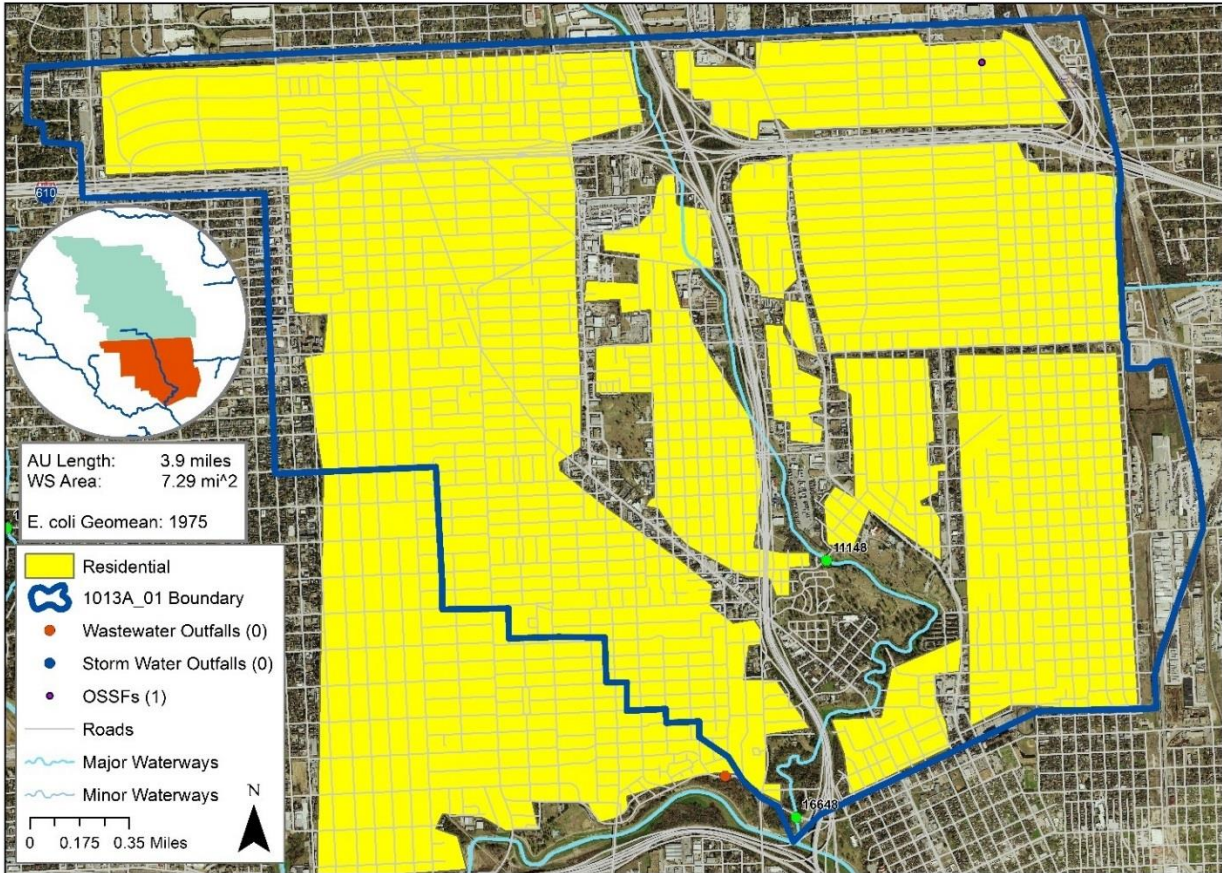 610
AU Length: 3.9 miles
WS Area: 7.29 mi^2
E. coli Geomean: 1975
Residential
1013A_01 Boundary
Wastewater Outfalls (0)
Storm Water Outfalls (0)
OSSFs (1)
Roads
Major Waterways
Minor Waterways
N
0 0.175 0.35 Miles
11148
16648